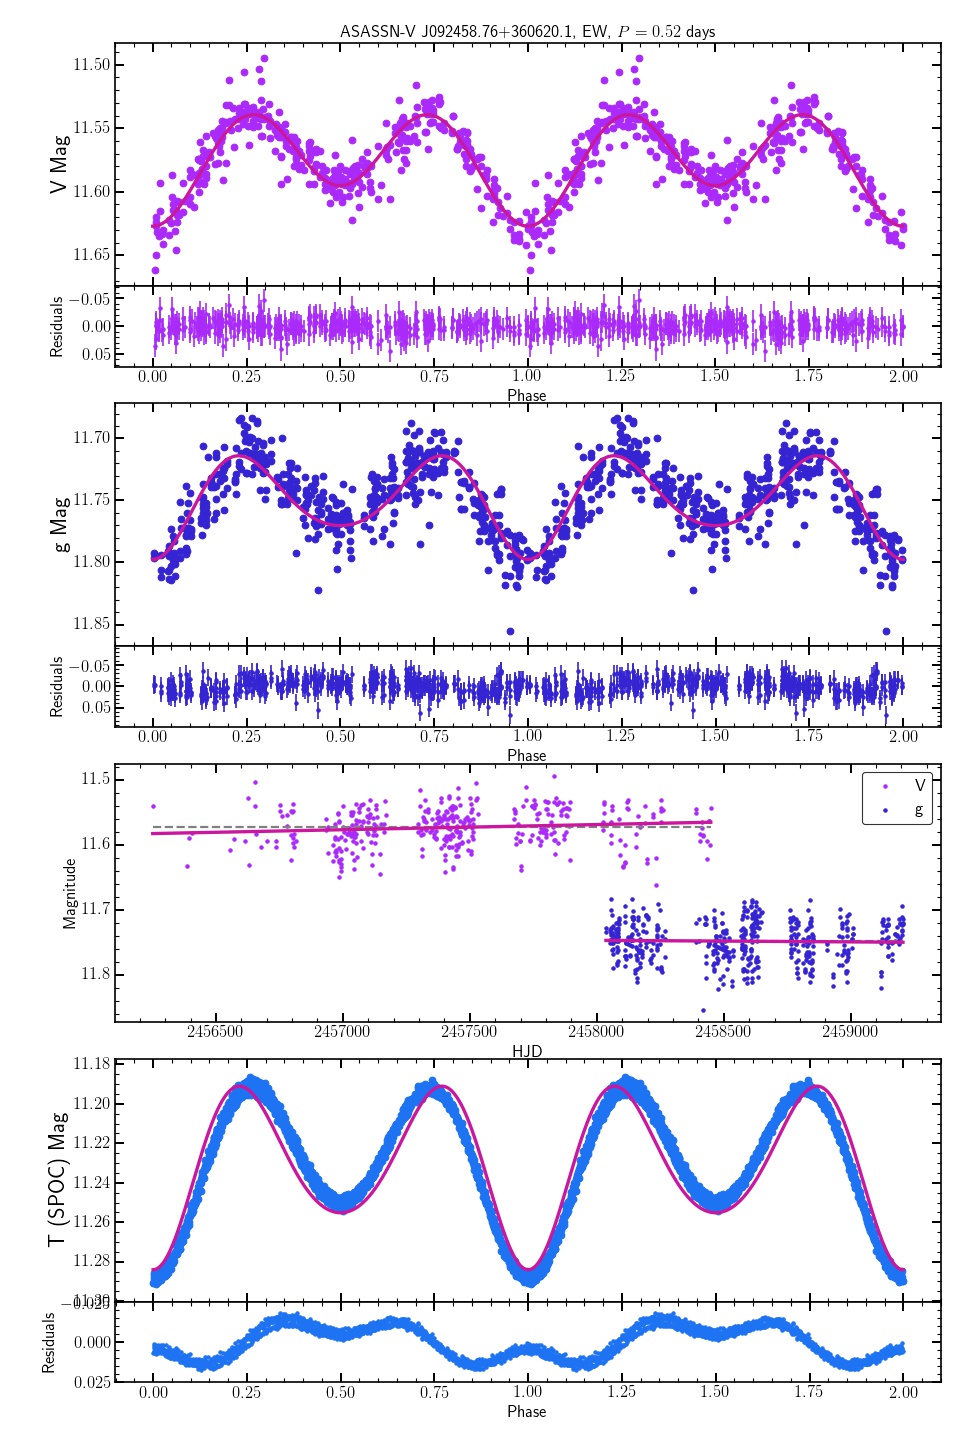 ASASSN-V J092458.76+360620.1, EW, P = 0.52 days
11.50
11.55
11.60
11.65
V Mag
−0.05
0.00
0.05
Residuals
0.00 0.25 0.50 0.75 1.00 1.25 1.50 1.75 2.00
Phase
11.70
11.75
11.80
11.85
g Mag
−0.05
0.00
0.05
Residuals
0.00 0.25 0.50 0.75 1.00 1.25 1.50 1.75 2.00
Phase
11.5
11.6
11.7
11.8
Magnitude
V
g
2456500 2457000 2457500 2458000 2458500 2459000
HJD
11.18
11.20
11.22
11.24
11.26
11.28
11.30
T (SPOC) Mag
−0.025
0.000
0.025
Residuals
0.00 0.25 0.50 0.75 1.00 1.25 1.50 1.75 2.00
Phase